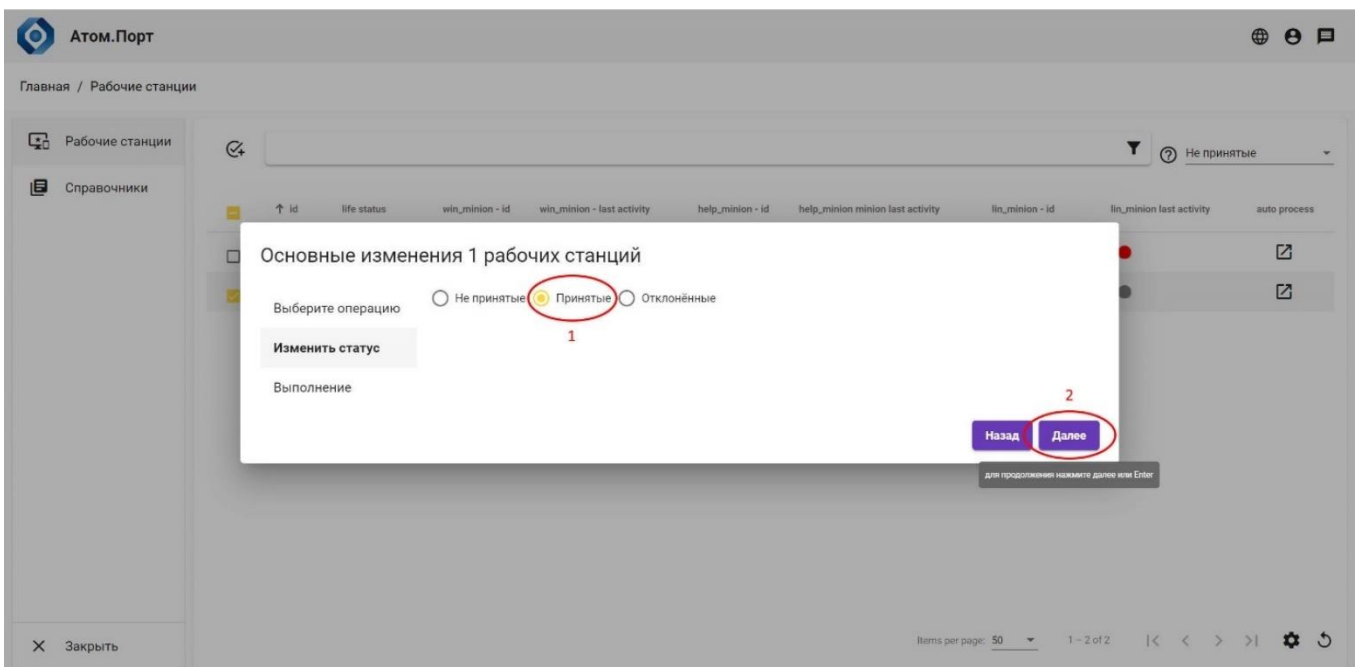 Атом.Порт
Главная / Рабочие станции
Рабочие станции
Не принятые
Справочники
id life status win_minion - id win_minion - last activity help_minion - id help_minion minion last activity lin_minion - id lin_minion last activity auto process
Основные изменения 1 рабочих станций
Не принятые Принятые Отклонённые
Выберите операцию
1
Изменить статус
Выполнение
2
Назад Далее
для продолжения нажмите далее или Enter
Закрыть
Items per page: 50 1 – 2 of 2